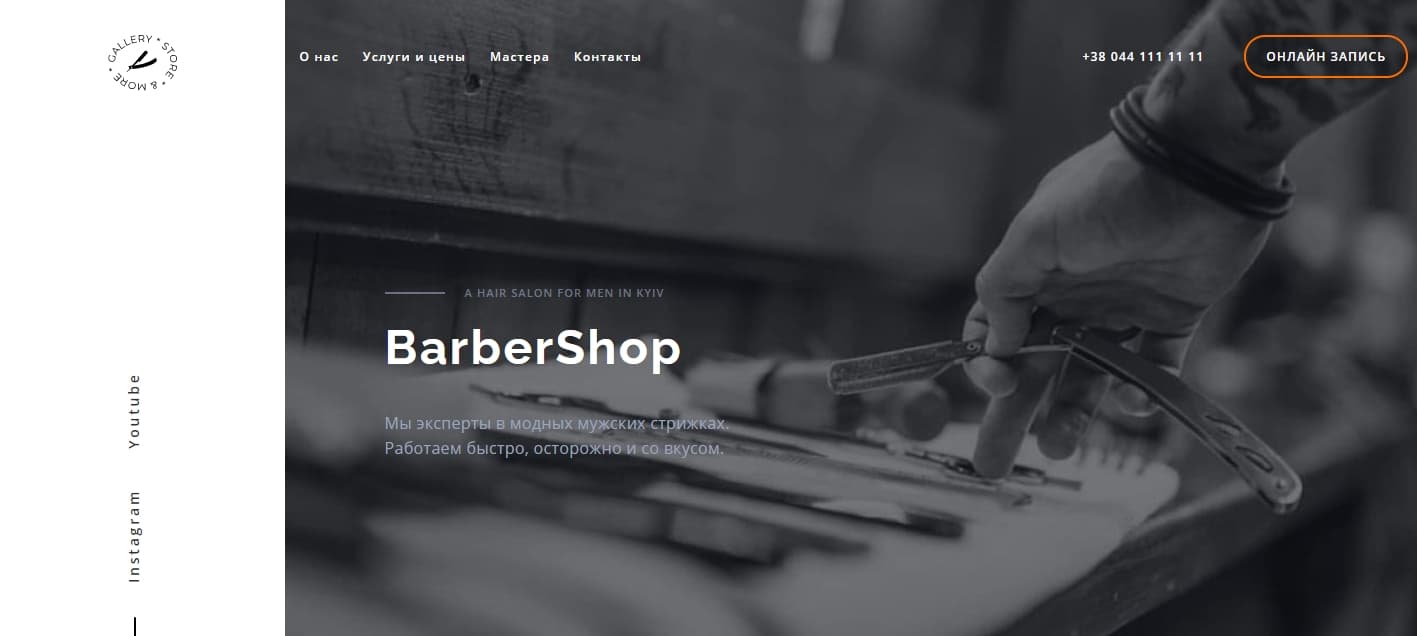 GALLERY • STORE & MORE •
О нас
Услуги и цены
Мастера
Контакты
+38 044 111 11 11
ОНЛАЙН ЗАПИСЬ
A HAIR SALON FOR MEN IN KYIV
BarberShop
Мы эксперты в модных мужских стрижках.
Работаем быстро, осторожно и со вкусом.
Youtube
Instagram